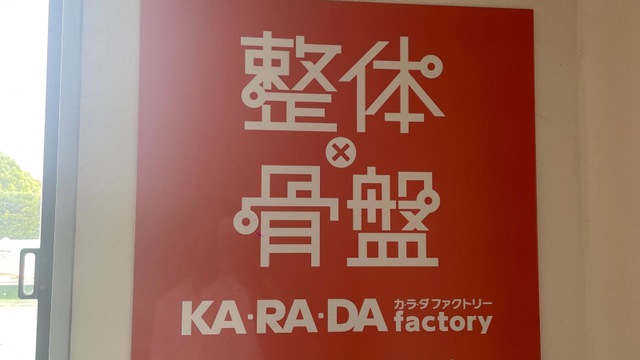 整体
×
骨盤
KA・RA・DA カ・ラ・ダ ファクトリー
factory